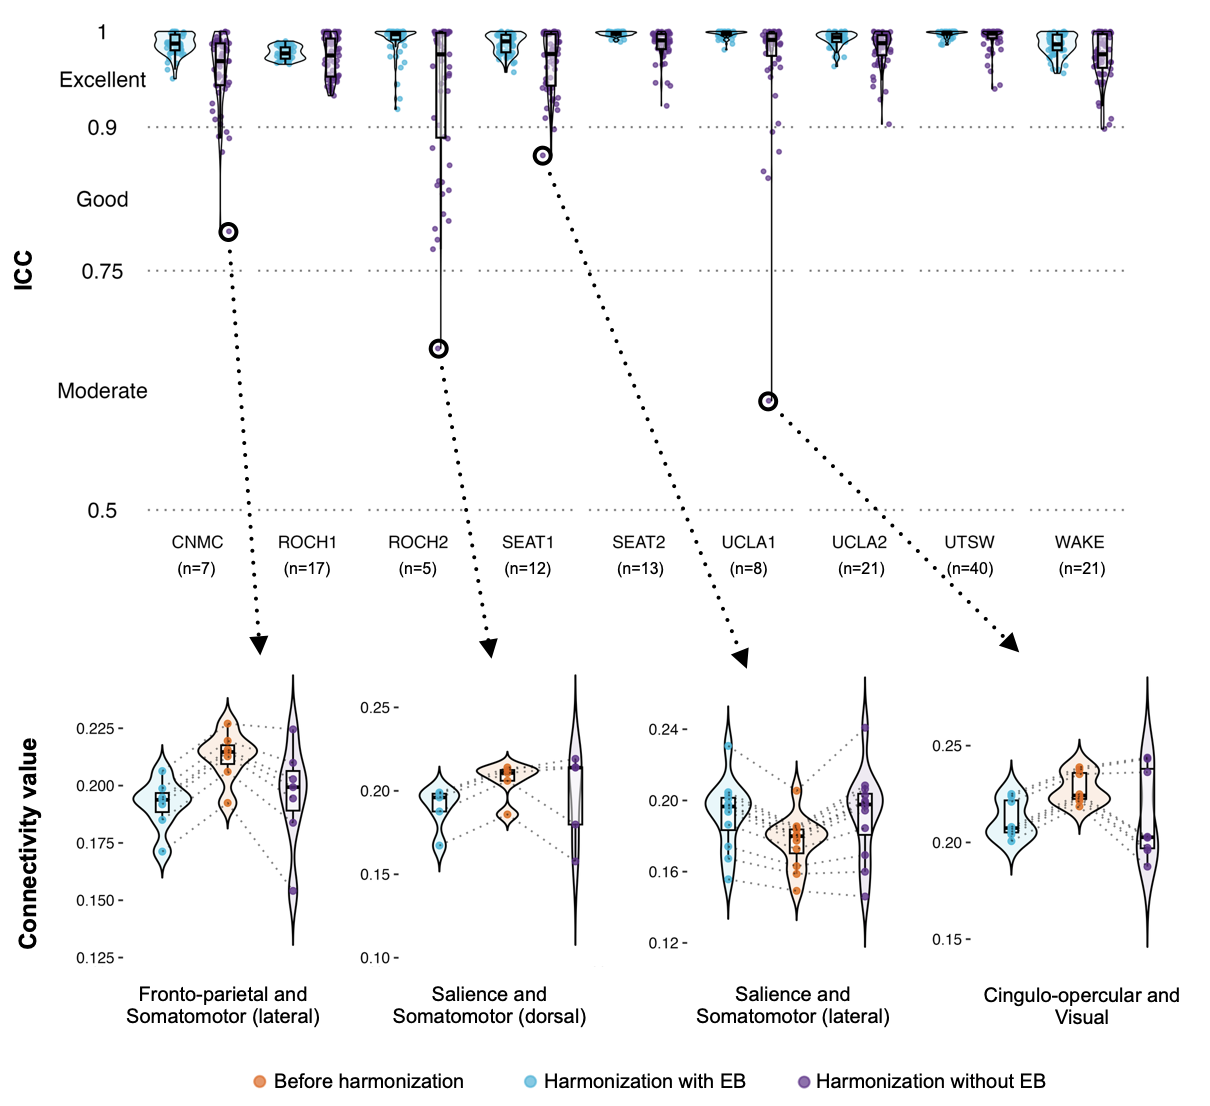 1
Excellent
0.9
Good
ICC
0.75
Moderate
0.5
CNMC ROCH1 ROCH2 SEAT1 SEAT2 UCLA1 UCLA2 UTSW WAKE
(n=7) (n=17) (n=5) (n=12) (n=13) (n=8) (n=21) (n=40) (n=21)
Connectivity value
0.225
0.200
0.175
0.150
0.125
Fronto-parietal and
Somatomotor (lateral)
0.25
0.20
0.15
0.10
Salience and
Somatomotor (dorsal)
0.24
0.20
0.16
0.12
Salience and
Somatomotor (lateral)
0.25
0.20
0.15
Cingulo-opercular and
Visual
Before harmonization Harmonization with EB Harmonization without EB